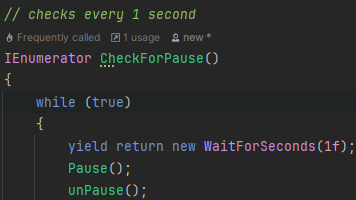 // checks every 1 second
Frequently called 1 usage new *
IEnumerator CheckForPause()
{
while (true)
{
yield return new WaitForSeconds(1f);
Pause();
unPause();